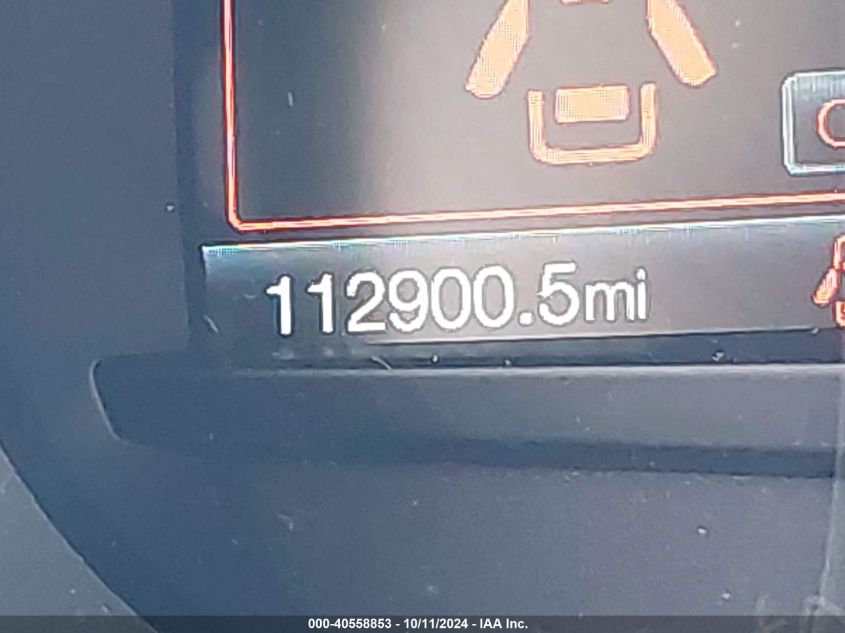 112900.5mi
000-40558853 - 10/11/2024 - IAA Inc.